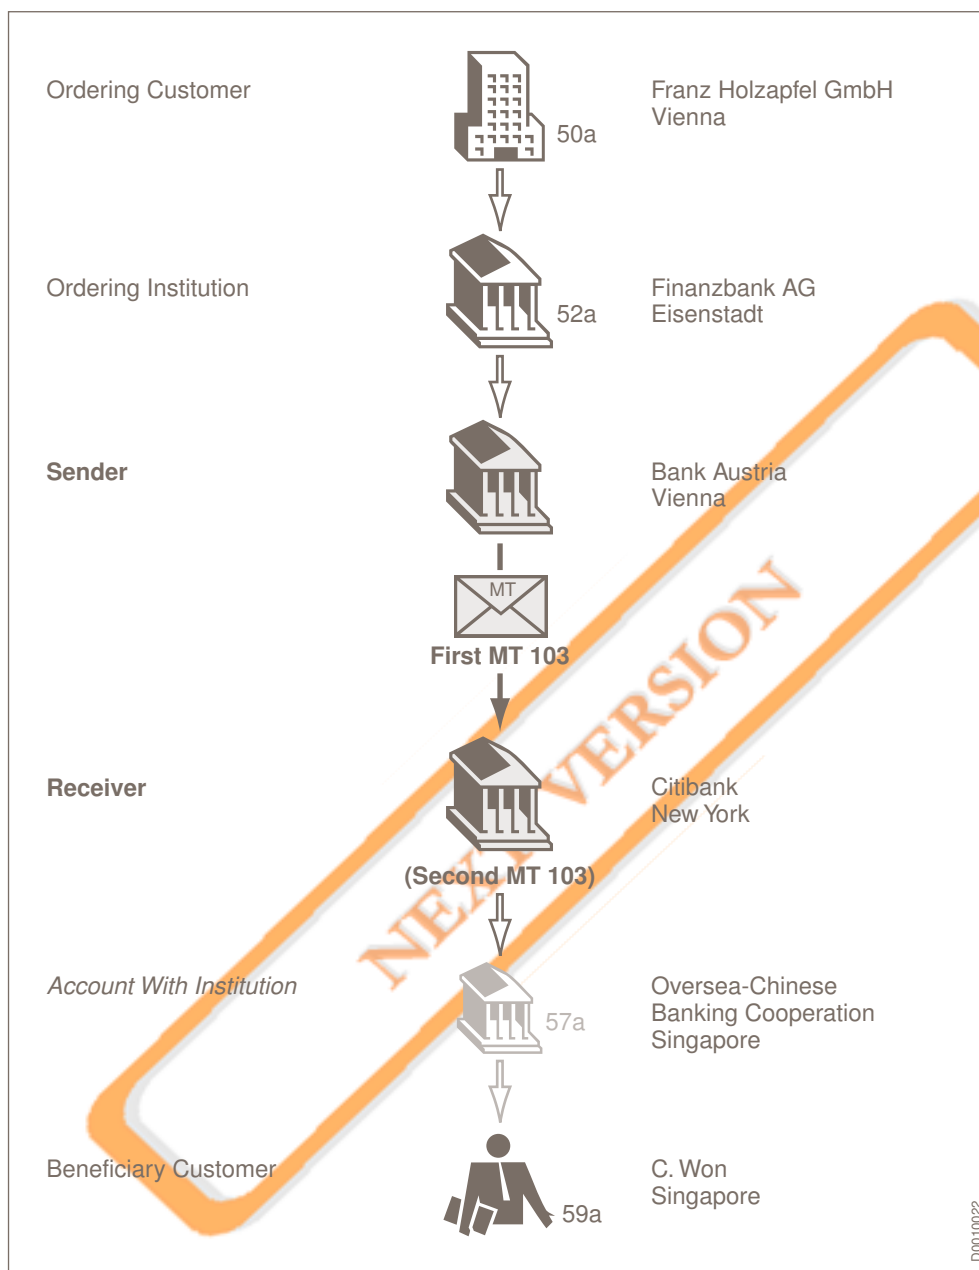 Ordering Customer
50a
Franz Holzapfel GmbH
Vienna
Ordering Institution
52a
Finanzbank AG
Eisenstadt
Sender
Bank Austria
Vienna
MT
First MT 103
Receiver
Citibank
New York
(Second MT 103)
Account With Institution
57a
Oversea-Chinese
Banking Cooperation
Singapore
Beneficiary Customer
59a
C. Won
Singapore
NEXT VERSION
D0010022